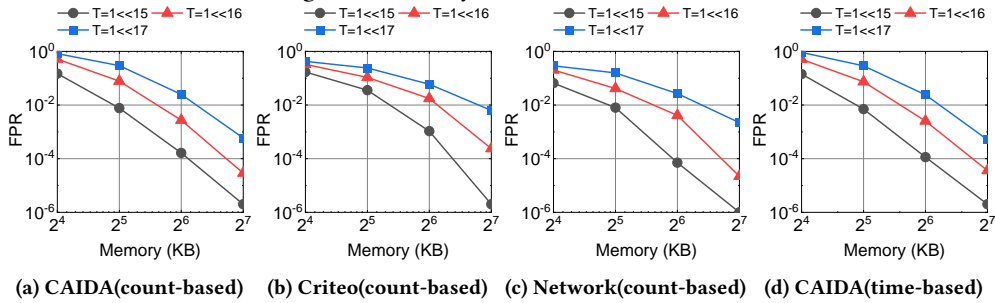 T=1<<15 T=1<<16
T=1<<17
FPR
10^0
10^-2
10^-4
10^-6
2^4 2^5 2^6 2^7
Memory (KB)
(a) CAIDA(count-based)
T=1<<15 T=1<<16
T=1<<17
FPR
10^0
10^-2
10^-4
10^-6
2^4 2^5 2^6 2^7
Memory (KB)
(b) Criteo(count-based)
T=1<<15 T=1<<16
T=1<<17
FPR
10^0
10^-2
10^-4
10^-6
2^4 2^5 2^6 2^7
Memory (KB)
(c) Network(count-based)
T=1<<15 T=1<<16
T=1<<17
FPR
10^0
10^-2
10^-4
10^-6
2^4 2^5 2^6 2^7
Memory (KB)
(d) CAIDA(time-based)